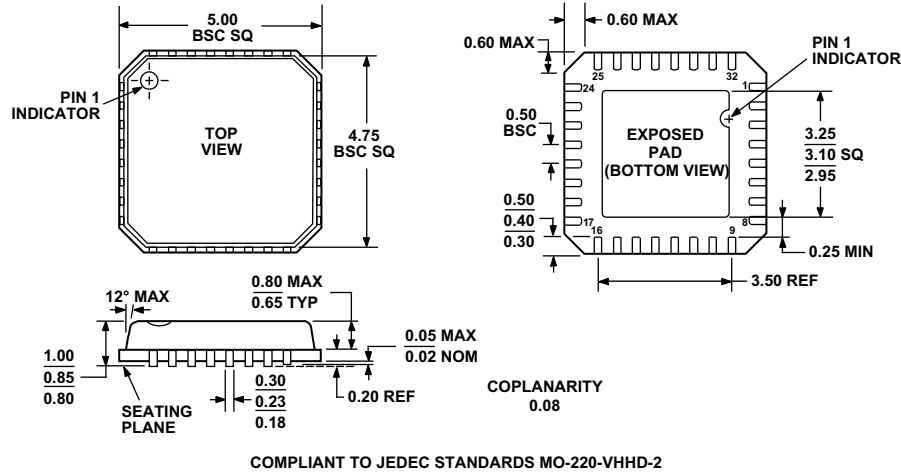 5.00
BSC SQ
PIN 1
INDICATOR
TOP
VIEW
4.75
BSC SQ
0.60 MAX
0.60 MAX
PIN 1
INDICATOR
25
32
24
1
0.50
BSC
EXPOSED
PAD
(BOTTOM VIEW)
3.25
3.10 SQ
2.95
0.50
0.40
0.30
17
16
9
8
0.25 MIN
3.50 REF
12° MAX
0.80 MAX
0.65 TYP
0.05 MAX
0.02 NOM
1.00
0.85
0.80
SEATING
PLANE
0.30
0.23
0.18
0.20 REF
COPLANARITY
0.08
COMPLIANT TO JEDEC STANDARDS MO-220-VHHD-2